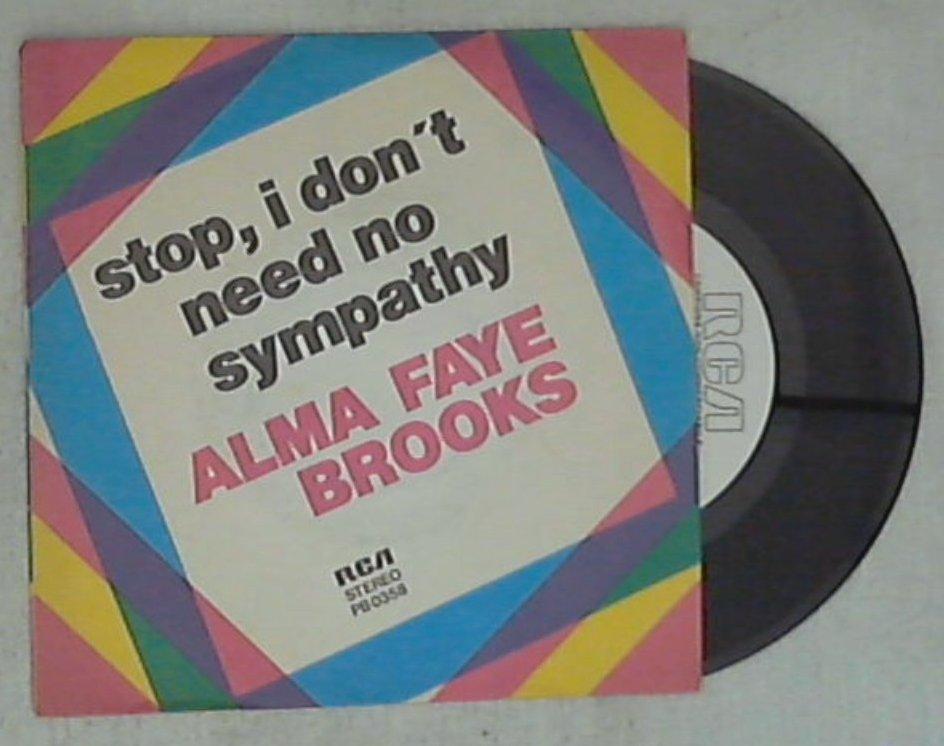 stop, i don´t
need no
sympathy
ALMA FAYE
BROOKS
RCA
STEREO
PB 0358
RCA